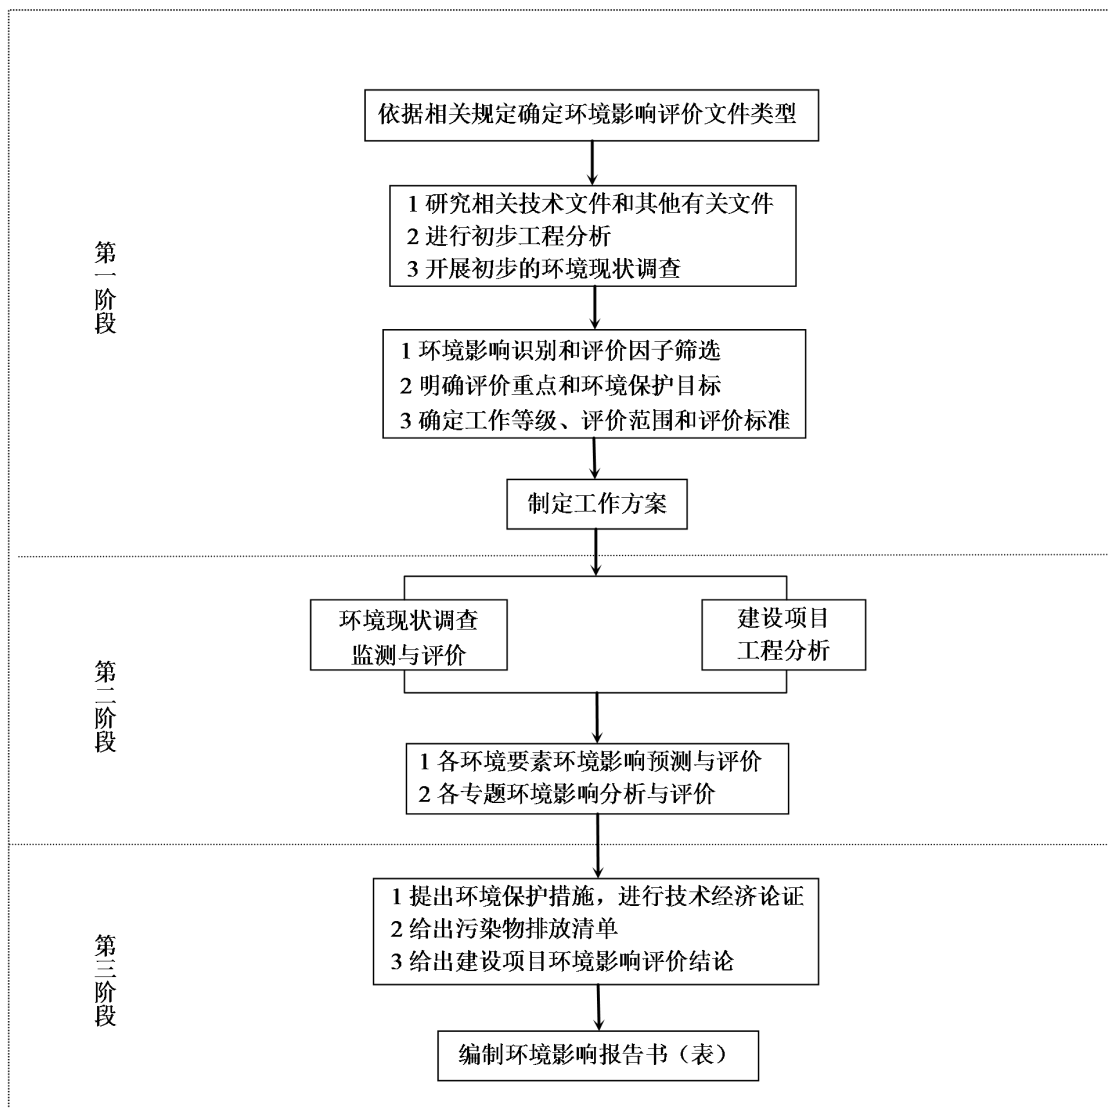 依据相关规定确定环境影响评价文件类型
第一阶段
1 研究相关技术文件和其他有关文件
2 进行初步工程分析
3 开展初步的环境现状调查
1 环境影响识别和评价因子筛选
2 明确评价重点和环境保护目标
3 确定工作等级、评价范围和评价标准
制定工作方案
第二阶段
环境现状调查
监测与评价
建设项目
工程分析
1 各环境要素环境影响预测与评价
2 各专题环境影响分析与评价
第三阶段
1 提出环境保护措施，进行技术经济论证
2 给出污染物排放清单
3 给出建设项目环境影响评价结论
编制环境影响报告书（表）